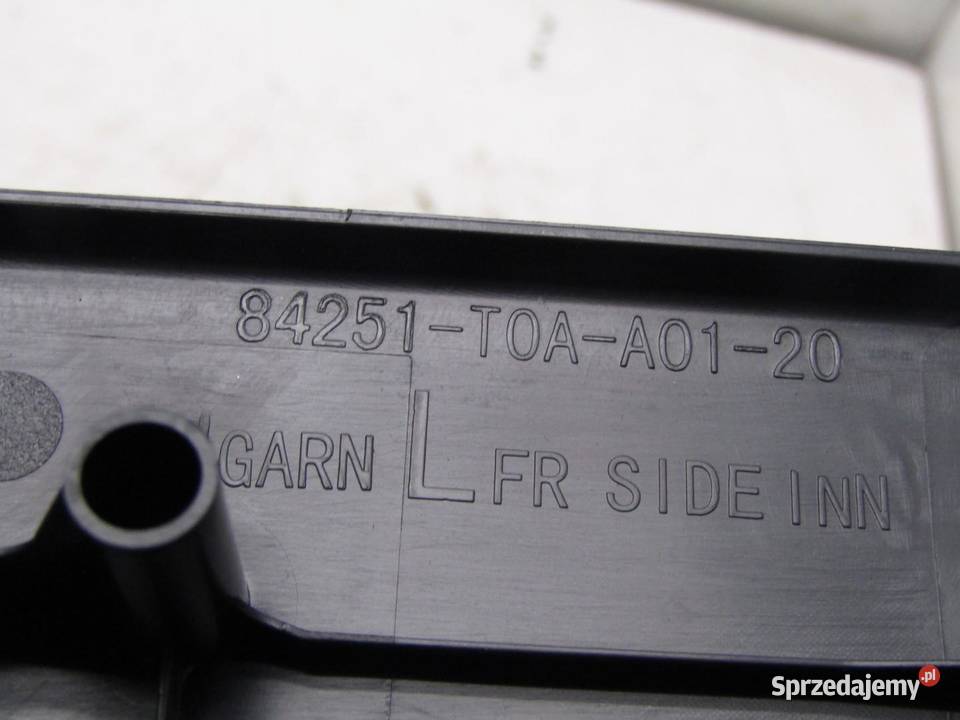 84251-T0A-A01-20
GARN L FR SIDE INN
Sprzedajemy.pl